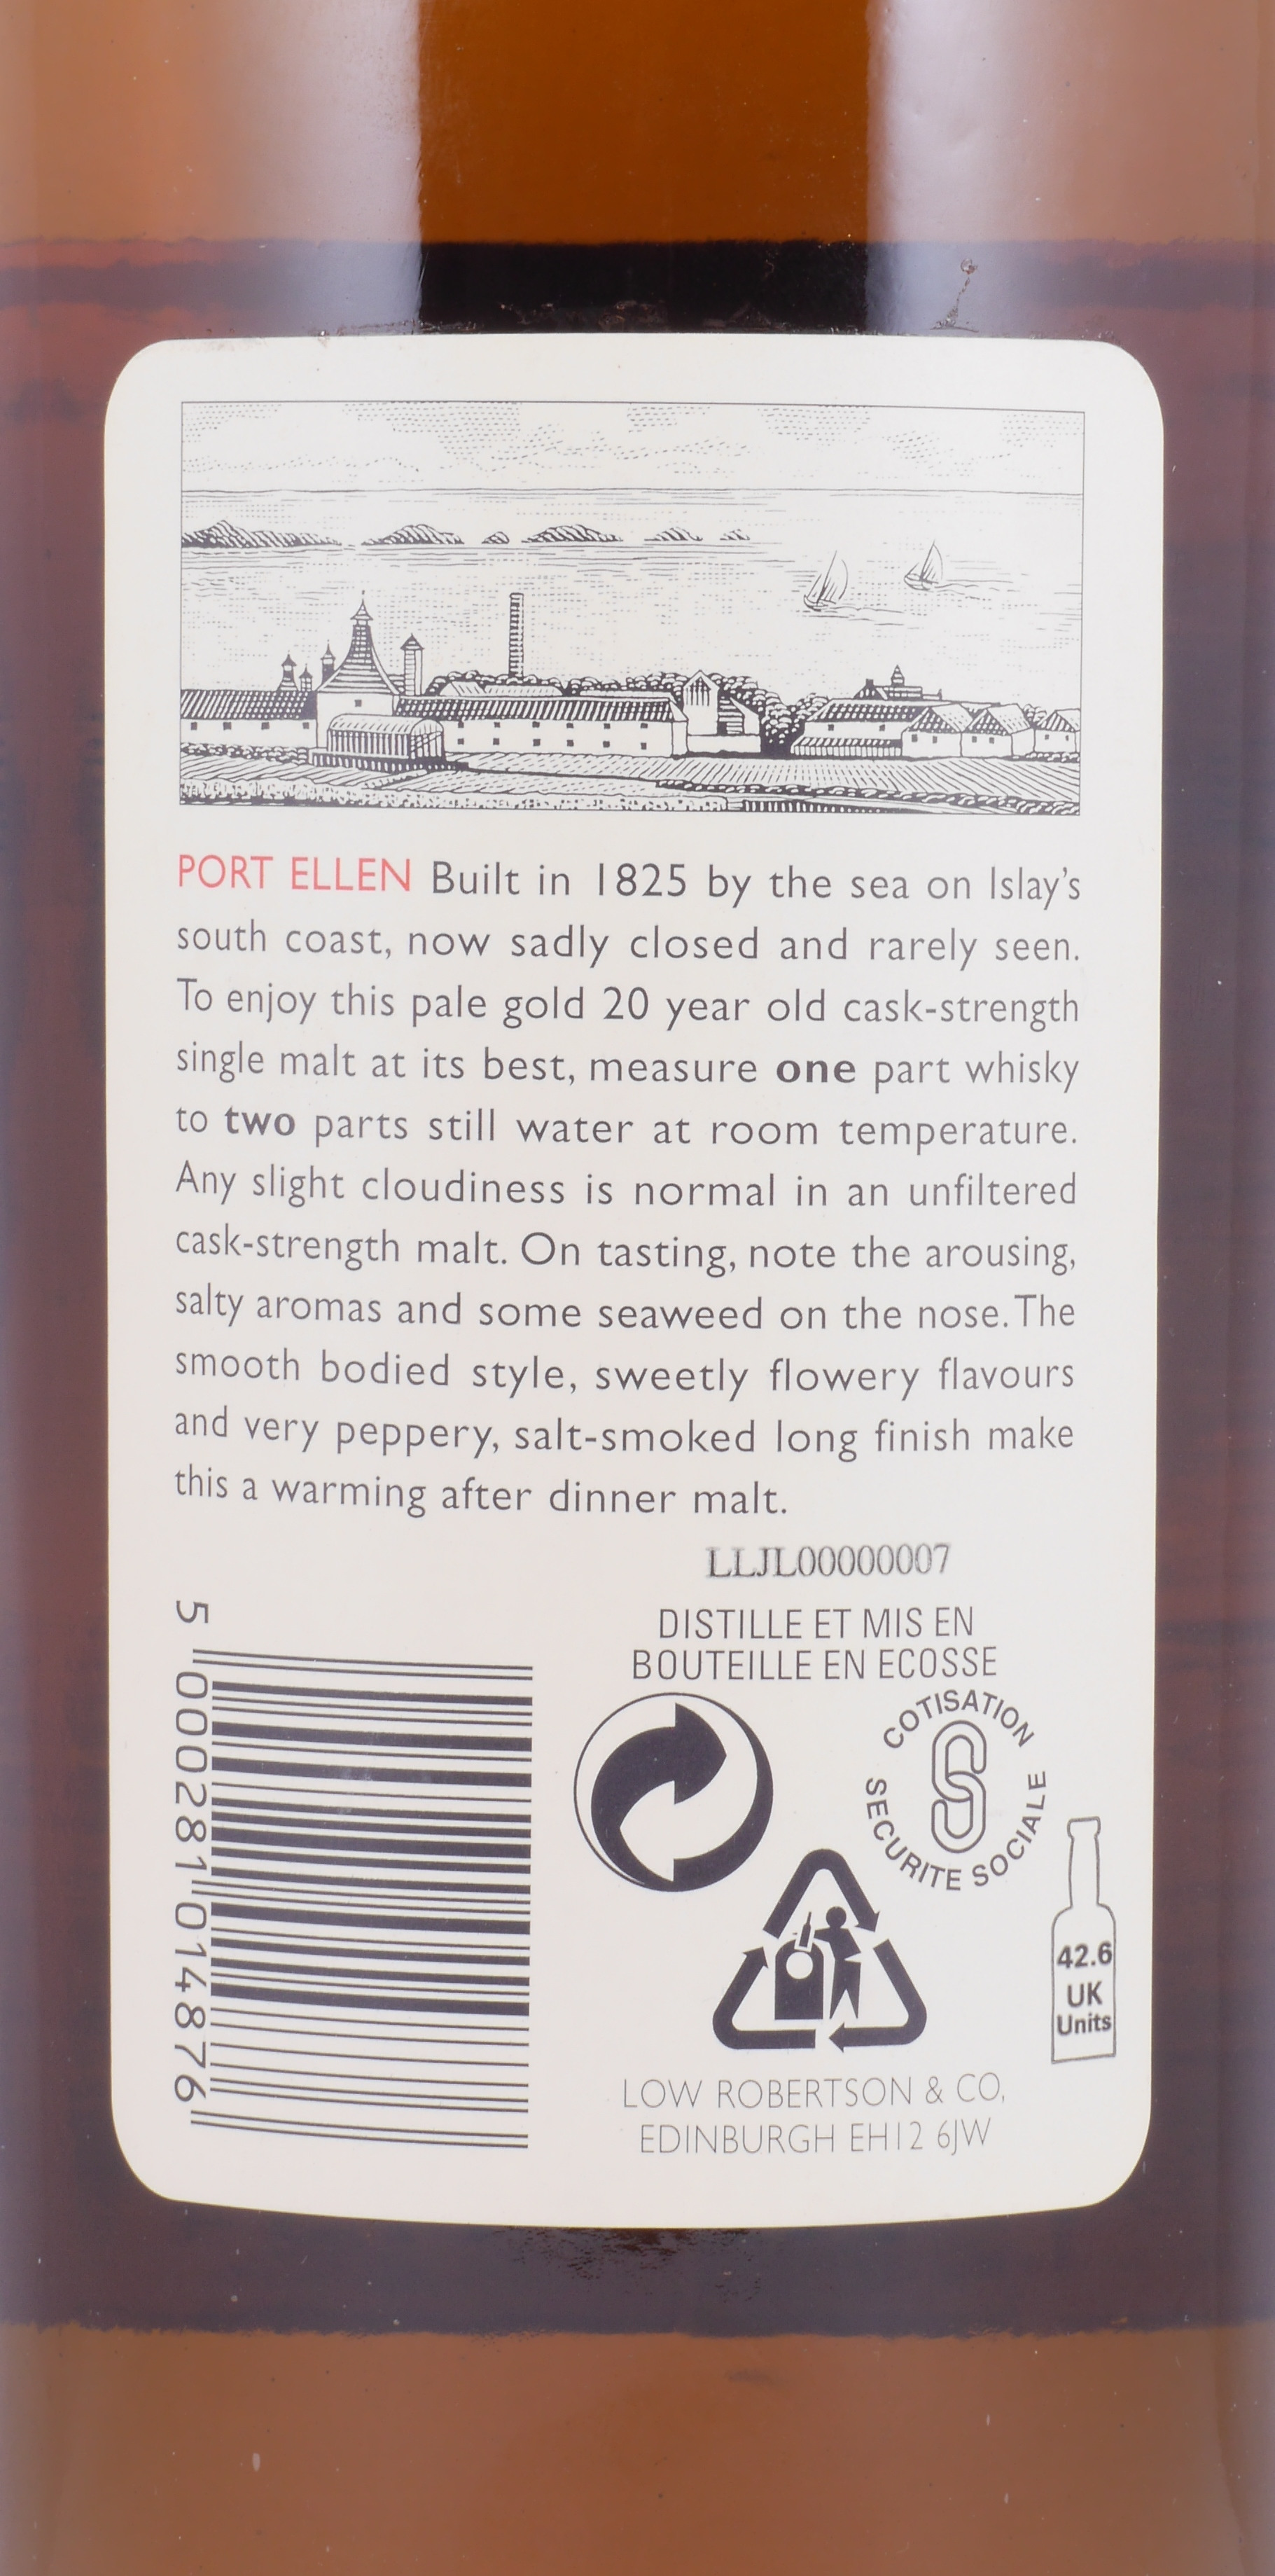 PORT ELLEN Built in 1825 by the sea on Islay's
south coast, now sadly closed and rarely seen.
To enjoy this pale gold 20 year old cask-strength
single malt at its best, measure one part whisky
to two parts still water at room temperature.
Any slight cloudiness is normal in an unfiltered
cask-strength malt. On tasting, note the arousing,
salty aromas and some seaweed on the nose. The
smooth bodied style, sweetly flowery flavours
and very peppery, salt-smoked long finish make
this a warming after dinner malt.
LLJL00000007
DISTILLE ET MIS EN
BOUTEILLE EN ECOSSE
COTISATION
SECURITE SOCIALE
5 000281 014876
42.6
UK
Units
LOW ROBERTSON & CO,
EDINBURGH EH12 6JW